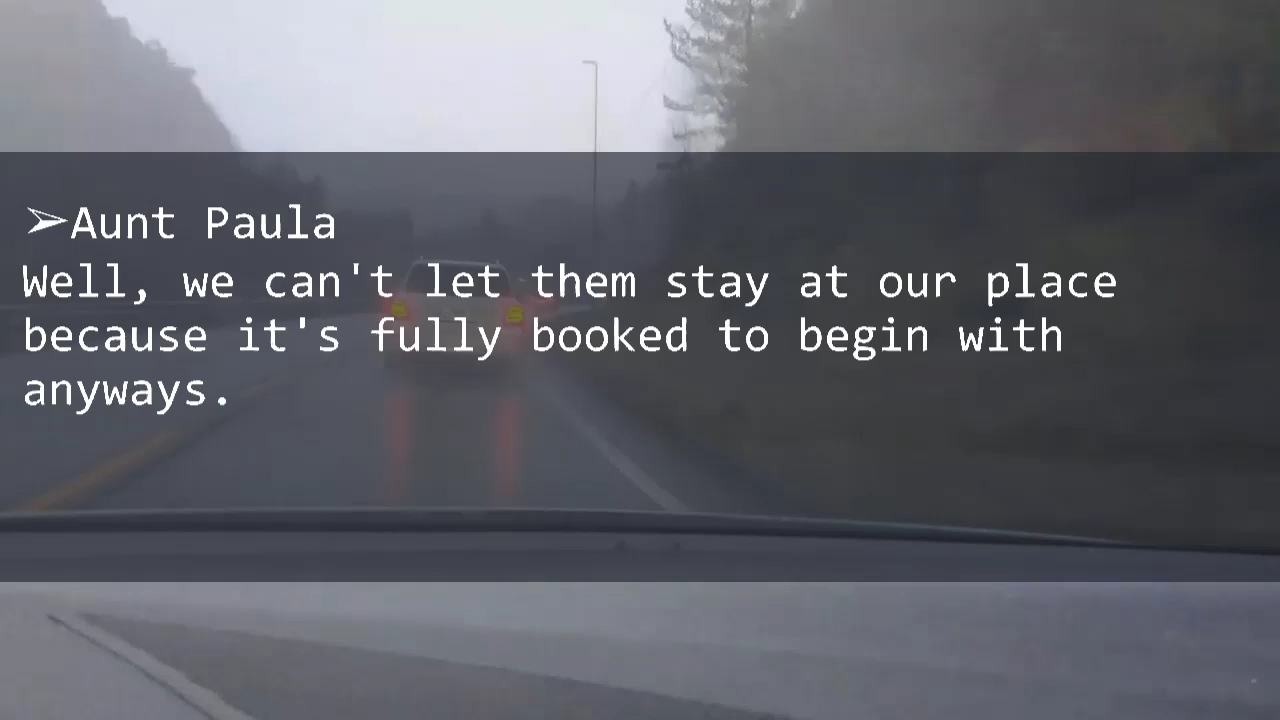 ➢Aunt Paula
Well, we can't let them stay at our place
because it's fully booked to begin with
anyways.